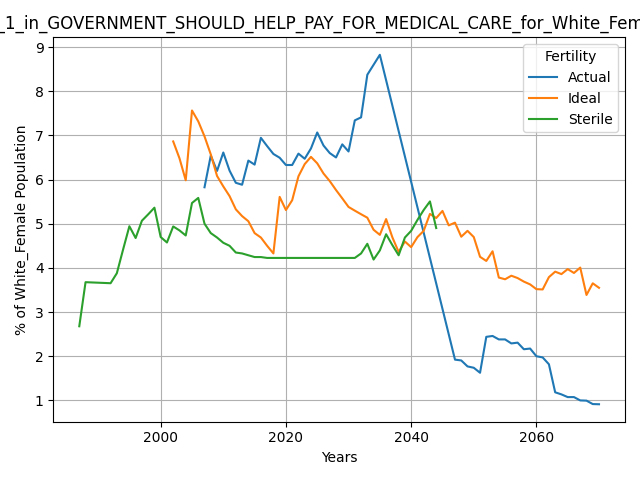 _1_in_GOVERNMENT_SHOULD_HELP_PAY_FOR_MEDICAL_CARE_for_White_Fem
Fertility
Actual
Ideal
Sterile
% of White_Female Population
9
8
7
6
5
4
3
2
1
2000 2020 2040 2060
Years